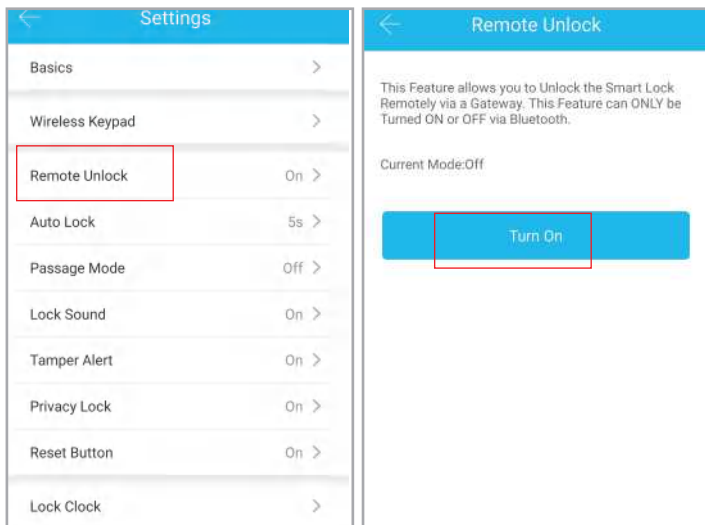 Settings
Basics
Wireless Keypad
Remote Unlock On
Auto Lock 5s
Passage Mode Off
Lock Sound On
Tamper Alert On
Privacy Lock On
Reset Button On
Lock Clock
Remote Unlock
This Feature allows you to Unlock the Smart Lock
Remotely via a Gateway. This Feature can ONLY be
Turned ON or OFF via Bluetooth.
Current Mode:Off
Turn On